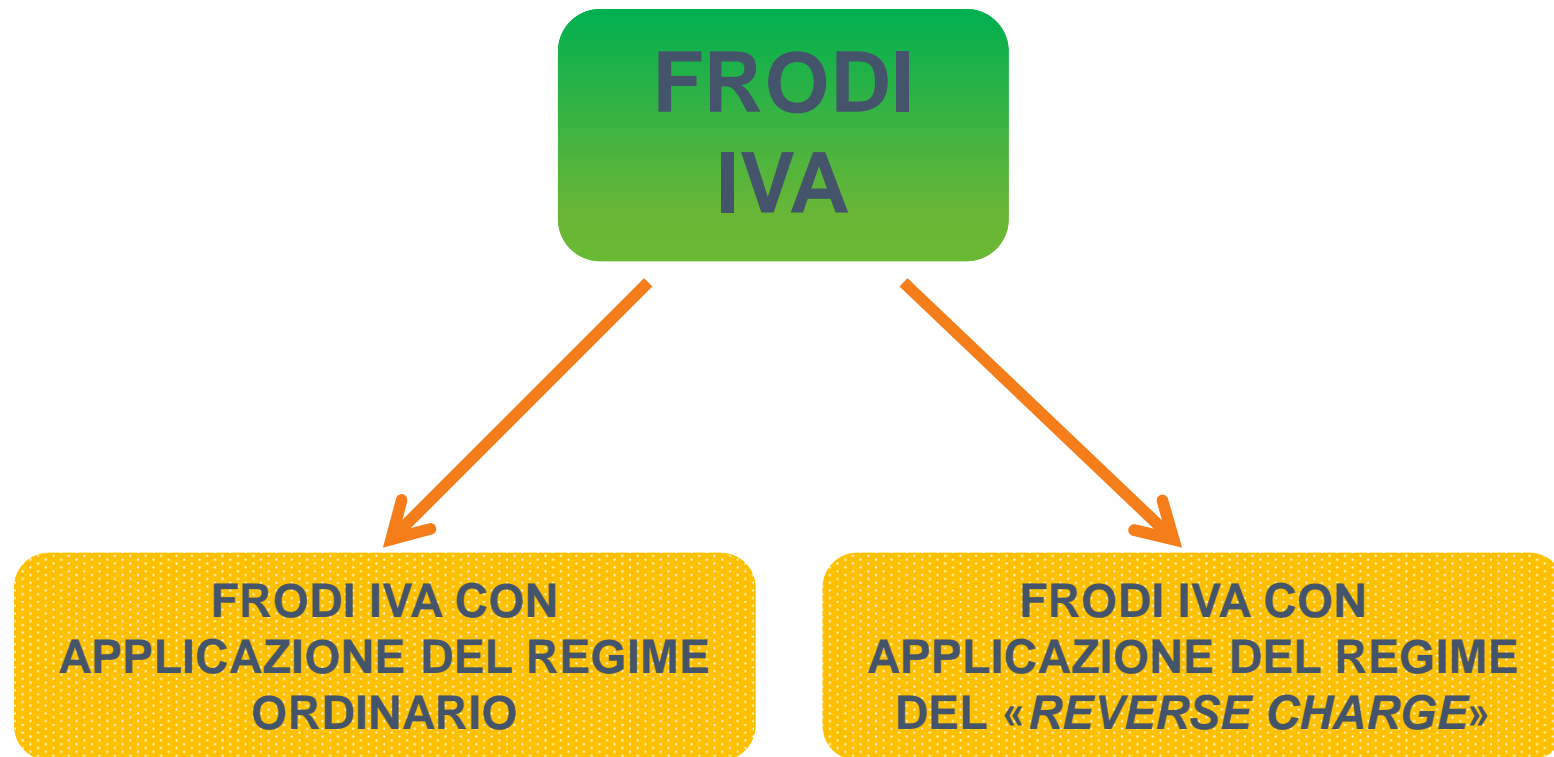 FRODI
IVA
FRODI IVA CON
APPLICAZIONE DEL REGIME
ORDINARIO
FRODI IVA CON
APPLICAZIONE DEL REGIME
DEL «REVERSE CHARGE»